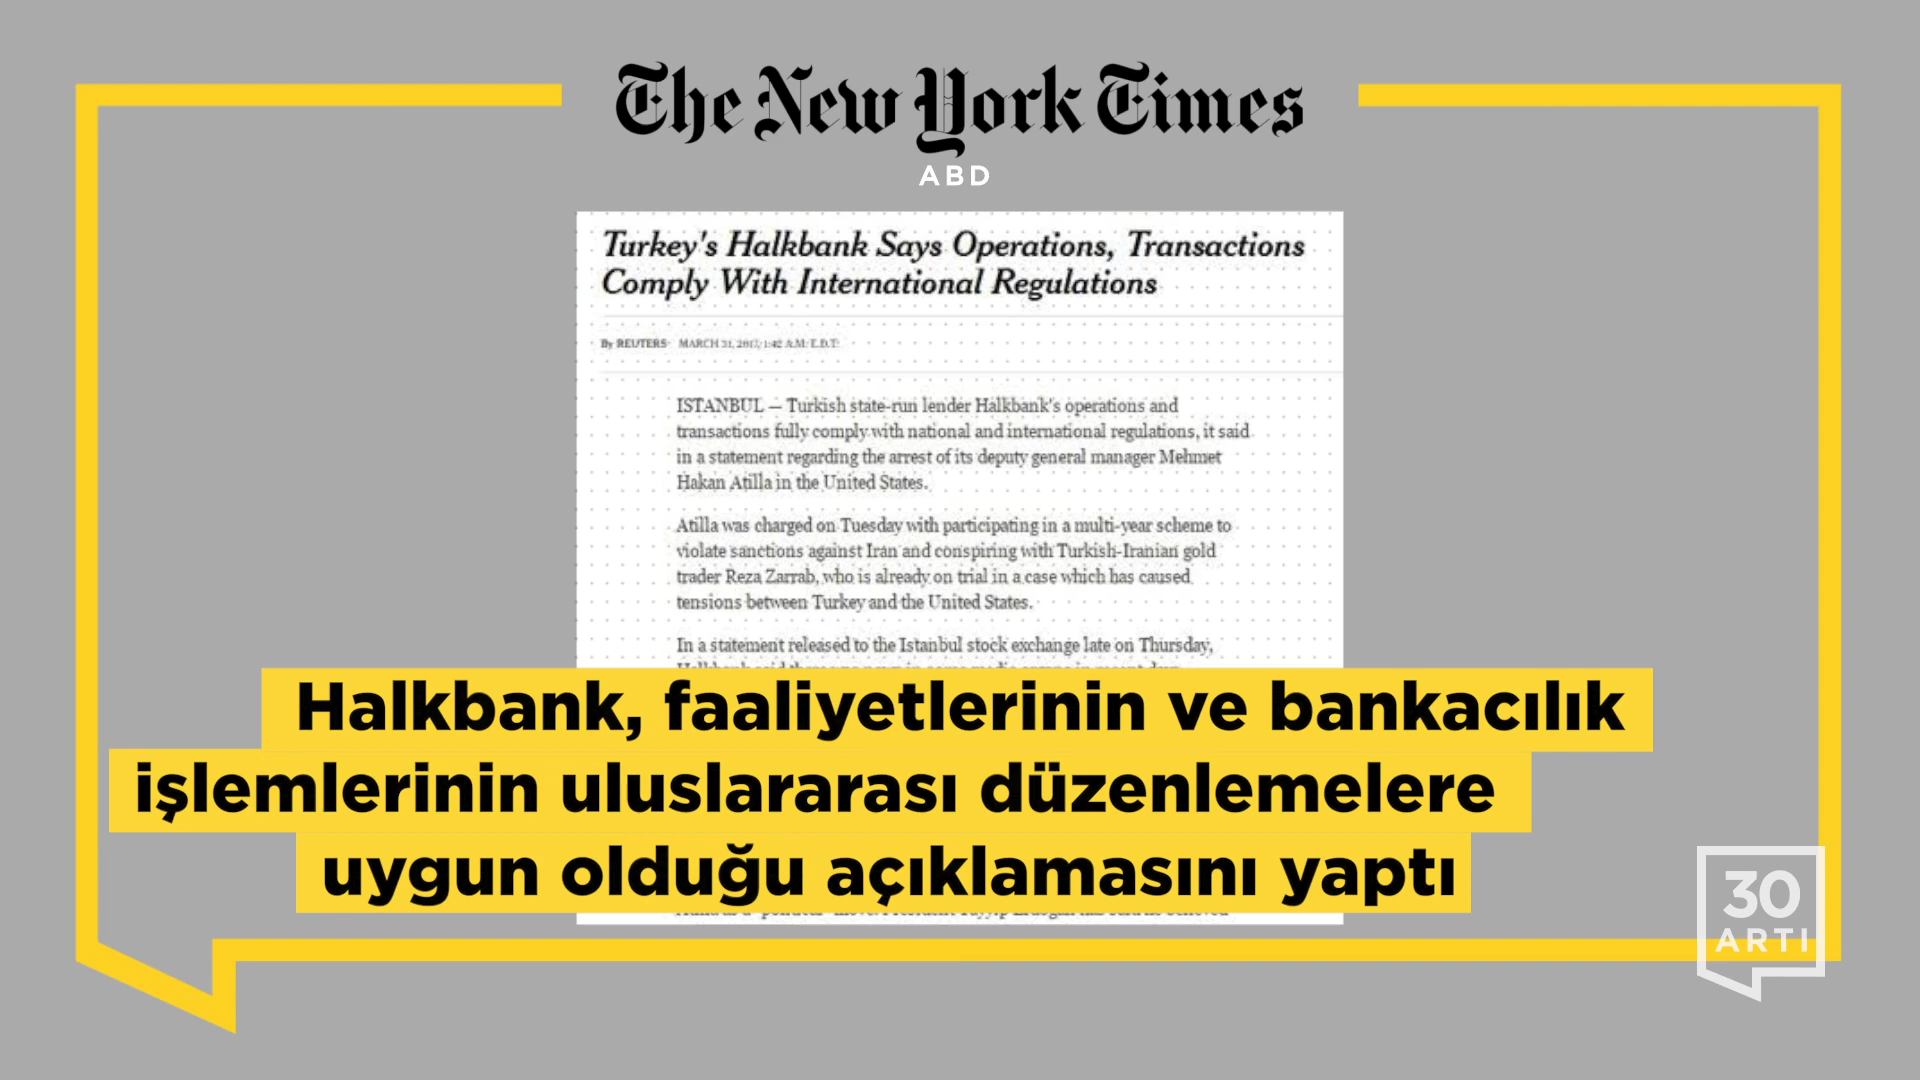 The New York Times
ABD
Turkey's Halkbank Says Operations, Transactions
Comply With International Regulations
By REUTERS MARCH 31, 2017, 1:42 A.M. E.D.T.
ISTANBUL — Turkish state-run lender Halkbank's operations and
transactions fully comply with national and international regulations, it said
in a statement regarding the arrest of its deputy general manager Mehmet
Hakan Atilla in the United States.
Atilla was charged on Tuesday with participating in a multi-year scheme to
violate sanctions against Iran and conspiring with Turkish-Iranian gold
trader Reza Zarrab, who is already on trial in a case which has caused
tensions between Turkey and the United States.
In a statement released to the Istanbul stock exchange late on Thursday,
Halkbank, faaliyetlerinin ve bankacılık
işlemlerinin uluslararası düzenlemelere
uygun olduğu açıklamasını yaptı
30
ARTI